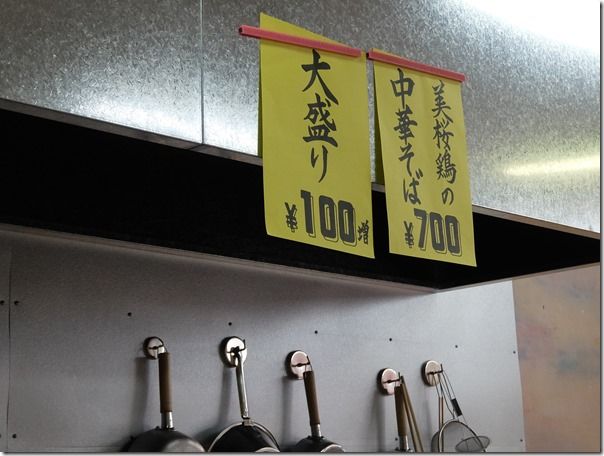 美桜鶏の
中華そば
¥700
大盛り
¥100増